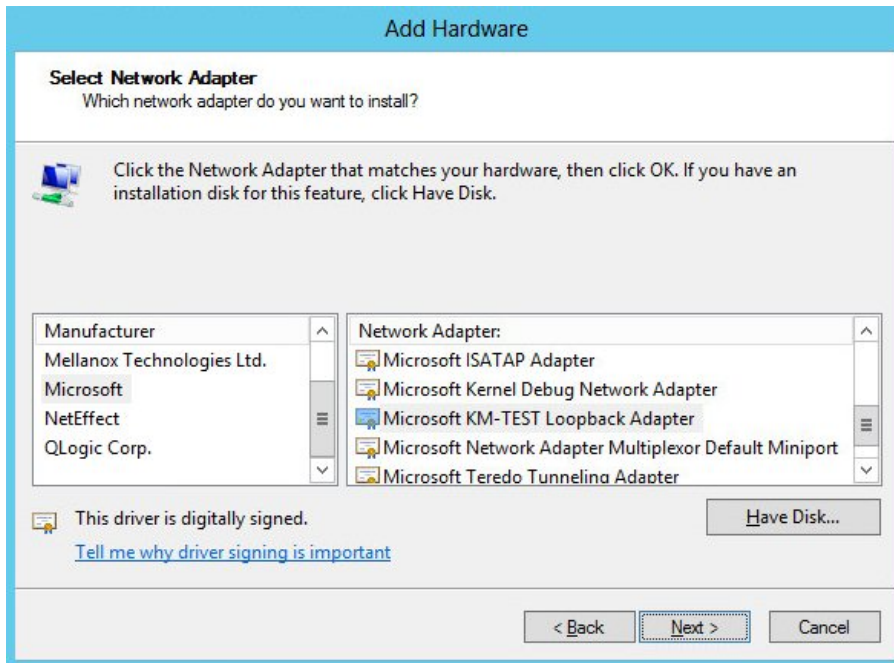 Add Hardware
Select Network Adapter
Which network adapter do you want to install?
Click the Network Adapter that matches your hardware, then click OK. If you have an
installation disk for this feature, click Have Disk.
Manufacturer
Mellanox Technologies Ltd.
Microsoft
NetEffect
QLogic Corp.
Network Adapter:
Microsoft ISATAP Adapter
Microsoft Kernel Debug Network Adapter
Microsoft KM-TEST Loopback Adapter
Microsoft Network Adapter Multiplexor Default Miniport
Microsoft Teredo Tunneling Adapter
This driver is digitally signed.
Tell me why driver signing is important
Have Disk...
< Back
Next >
Cancel